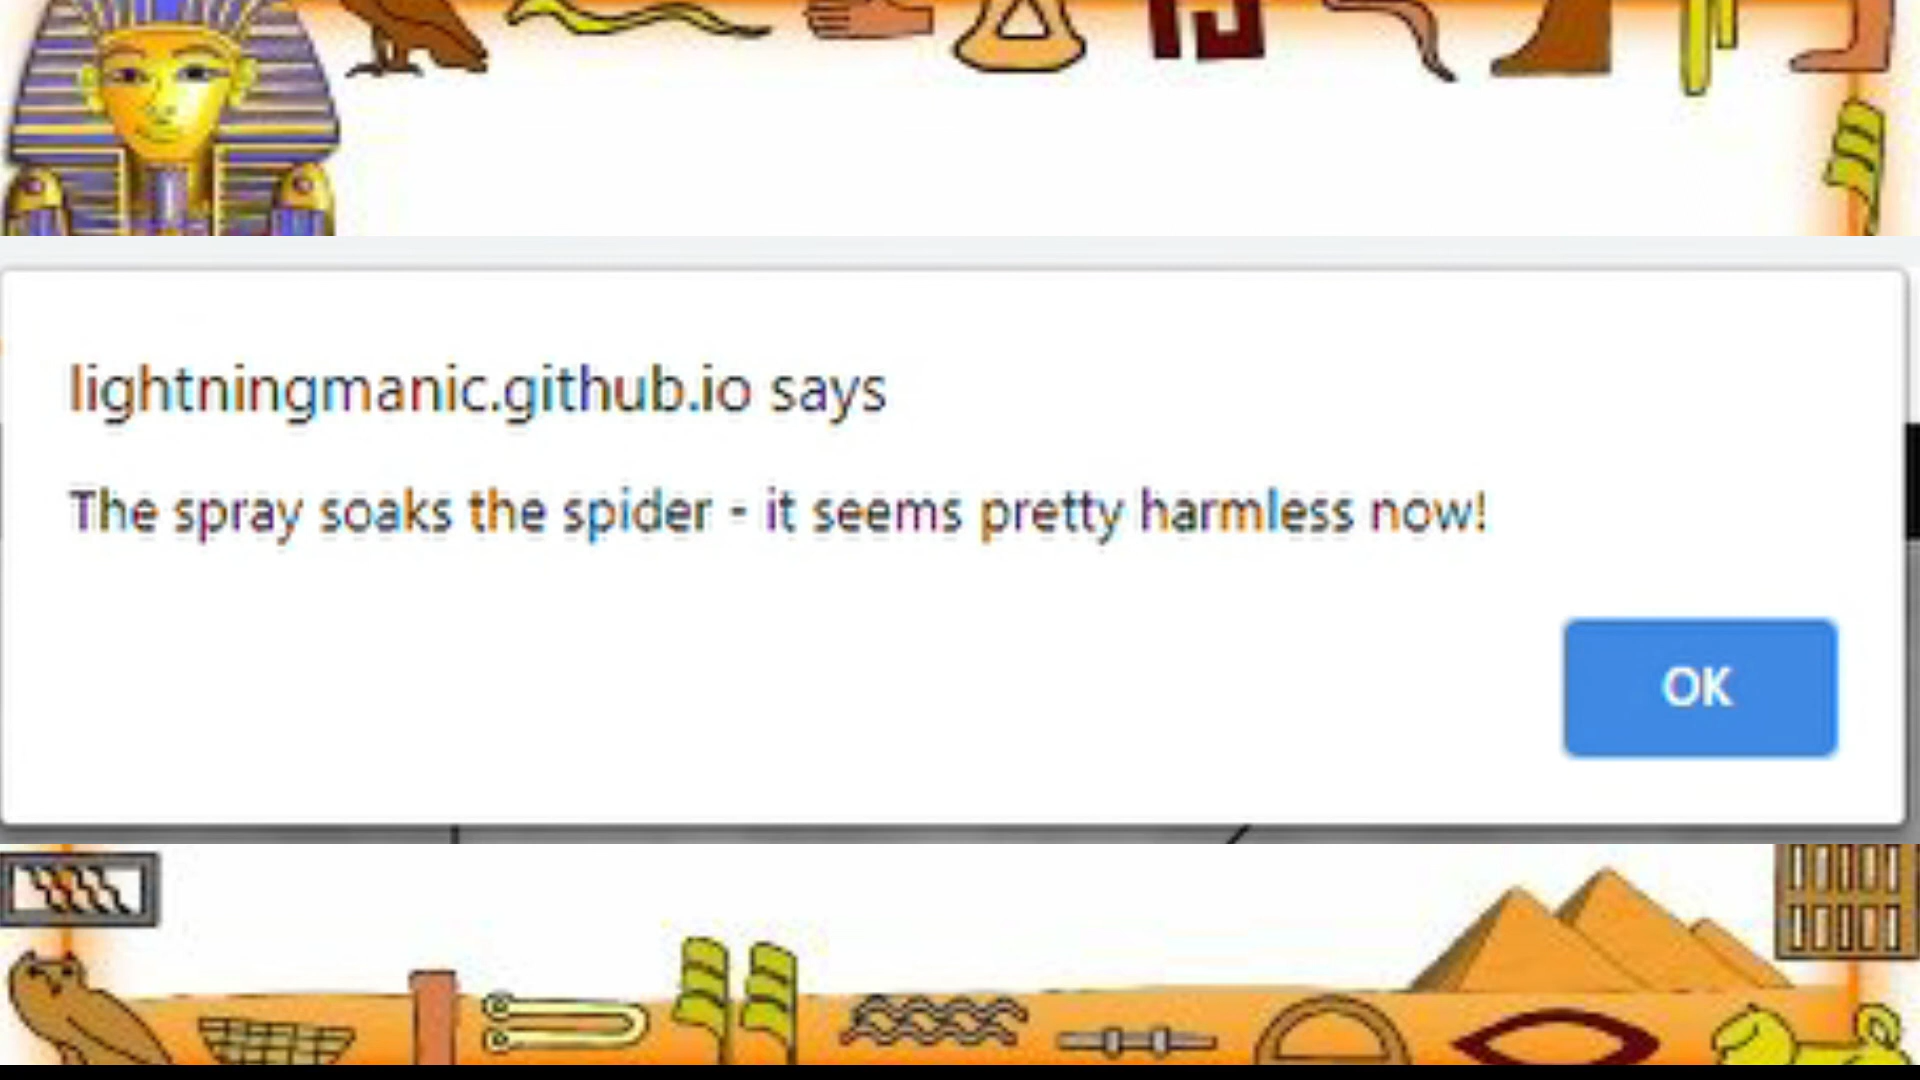 lightningmanic.github.io says
The spray soaks the spider - it seems pretty harmless now!
OK